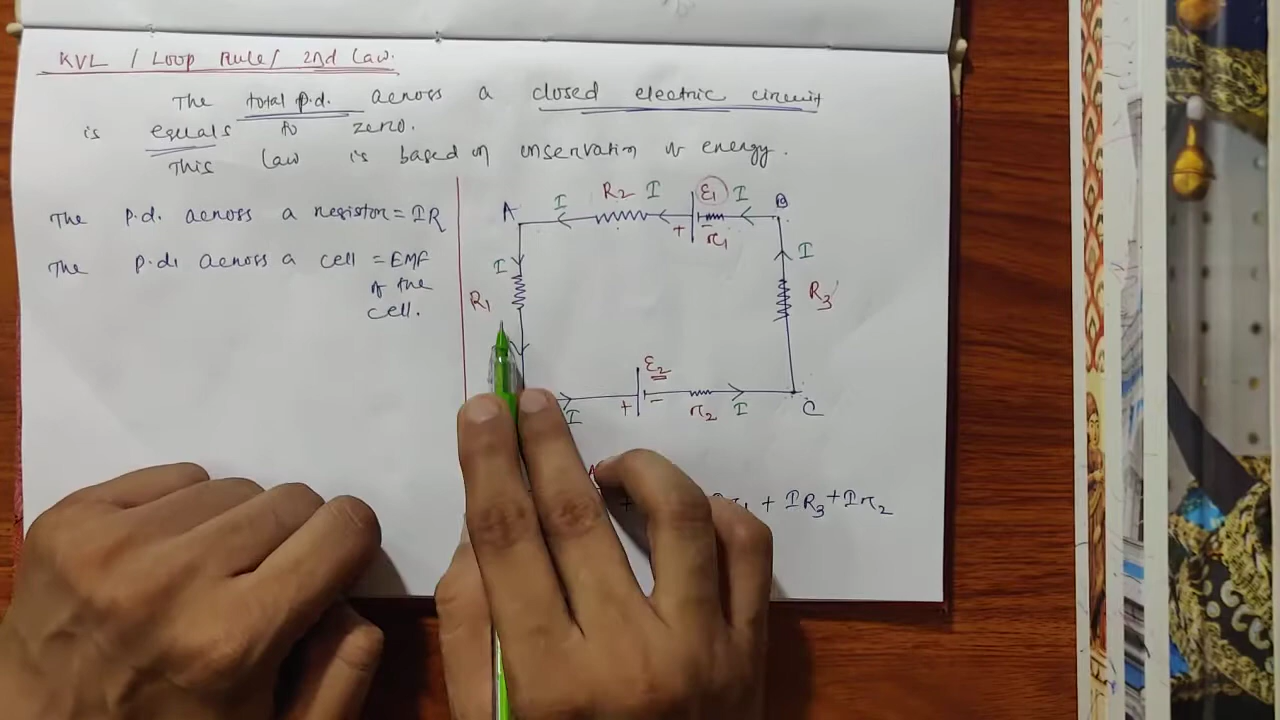 KVL / Loop Rule/ 2nd Law.
The total p.d. across a closed electric circuit
is equals to zero.
This law is based on conservation of energy.
The p.d. across a resistor = IR
The p.d. across a cell = EMF
of the
cell.
A I R2 I ε1 I B
+ - r1
I I
R1 R3
ε2
I + - r2 I C
A
+ + IR3 + Ir2